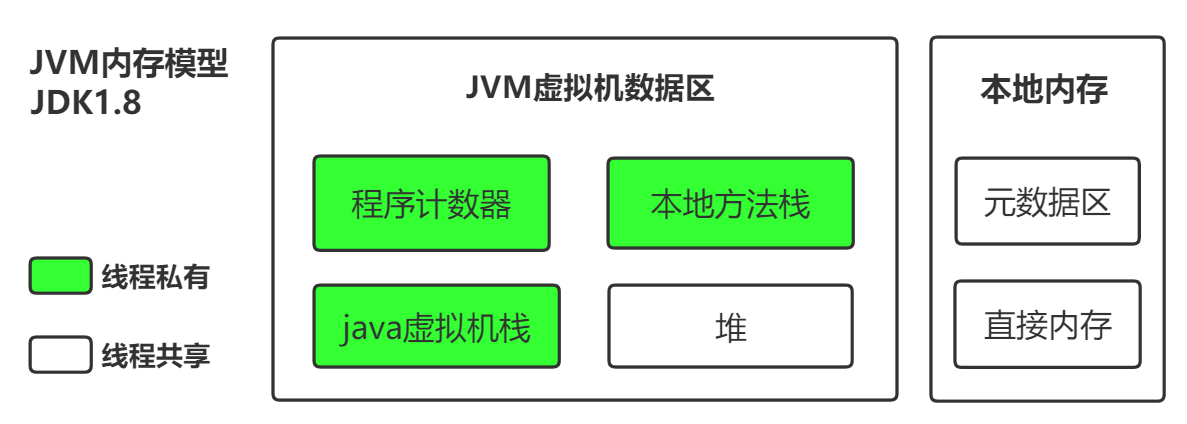 JVM内存模型
JDK1.8
线程私有
线程共享
JVM虚拟机数据区
程序计数器
本地方法栈
java虚拟机栈
堆
本地内存
元数据区
直接内存